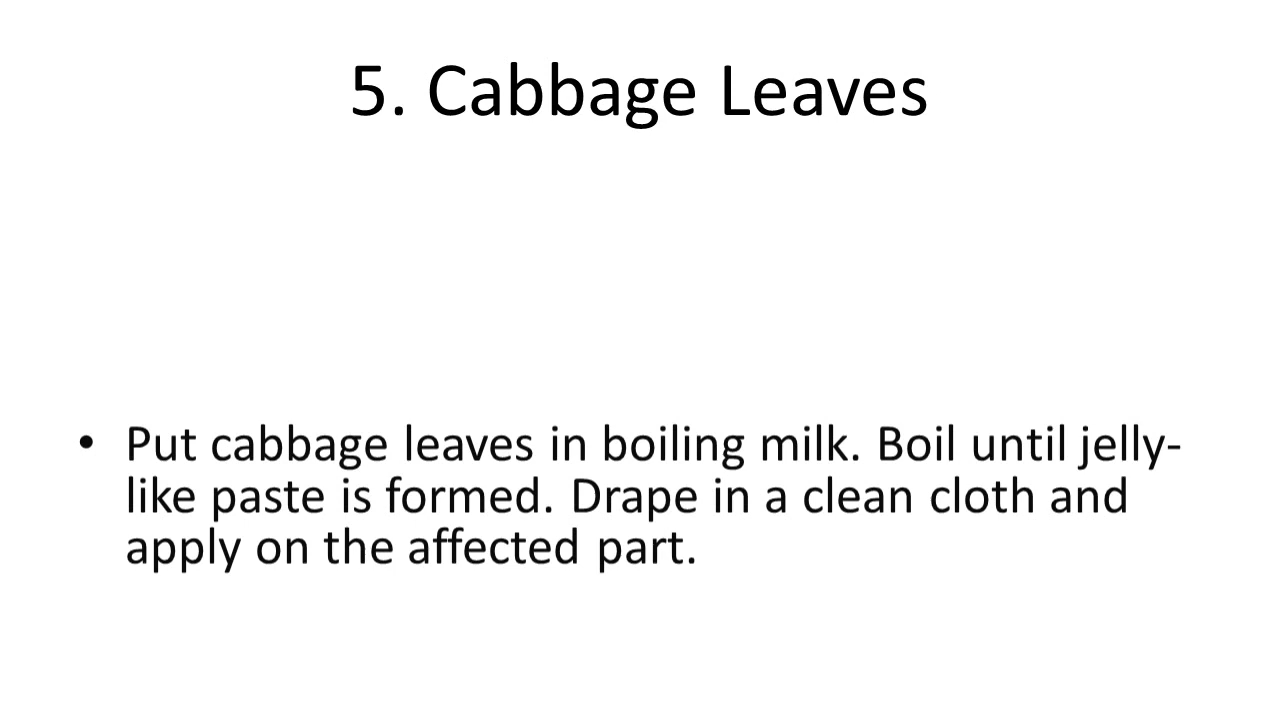 5. Cabbage Leaves
• Put cabbage leaves in boiling milk. Boil until jelly-
like paste is formed. Drape in a clean cloth and
apply on the affected part.